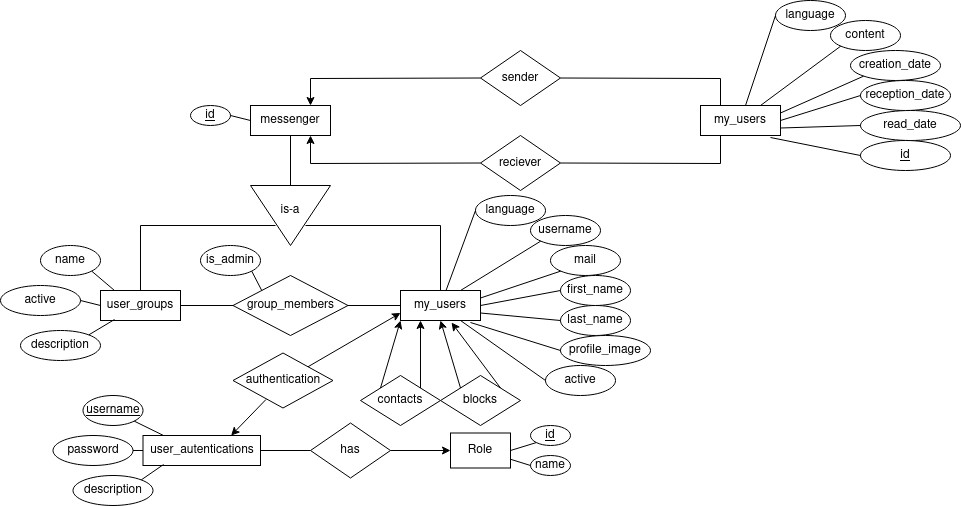 language
content
sender
creation_date
reception_date
id
messenger
my_users
read_date
reciever
id
is-a
language
username
name
is_admin
mail
first_name
active
user_groups
group_members
my_users
last_name
description
profile_image
authentication
active
contacts
blocks
username
password
user_autentications
has
Role
id
name
description